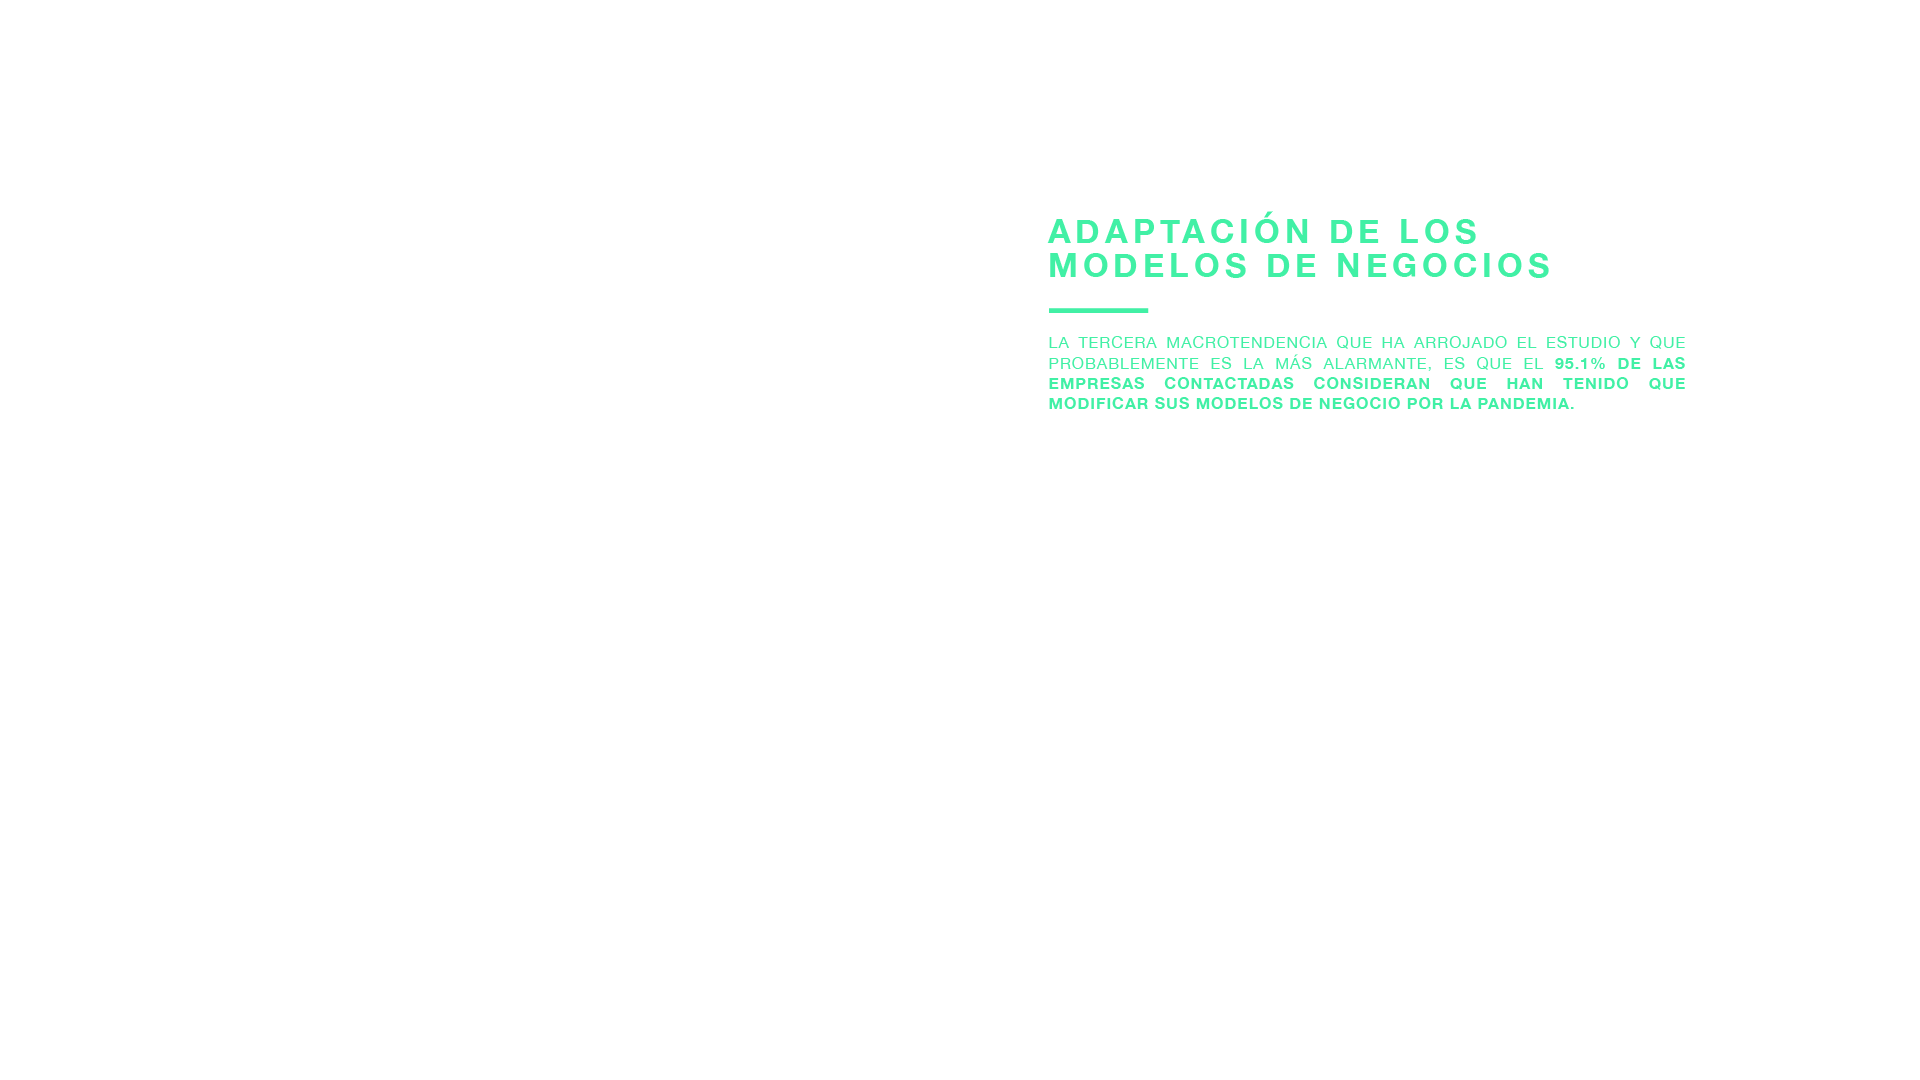 ADAPTACIÓN DE LOS
MODELOS DE NEGOCIOS
LA TERCERA MACROTENDENCIA QUE HA ARROJADO EL ESTUDIO Y QUE
PROBABLEMENTE ES LA MÁS ALARMANTE, ES QUE EL 95.1% DE LAS
EMPRESAS CONTACTADAS CONSIDERAN QUE HAN TENIDO QUE
MODIFICAR SUS MODELOS DE NEGOCIO POR LA PANDEMIA.